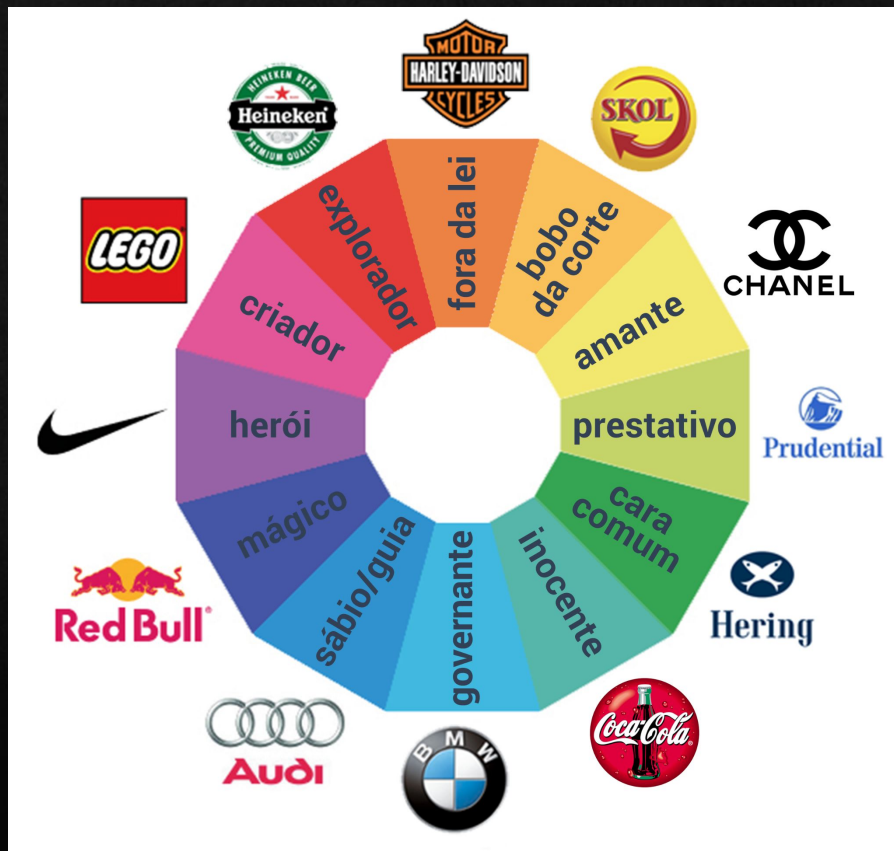 MOTOR
HARLEY-DAVIDSON
CYCLES
HEINEKEN BEER
Heineken
PREMIUM QUALITY
SKOL
LEGO
CHANEL
Prudential
Hering
Coca-Cola
BMW
Audi
Red Bull
explorador
fora da lei
bobo
da corte
amante
prestativo
cara
comum
inocente
governante
sábio/guia
mágico
herói
criador